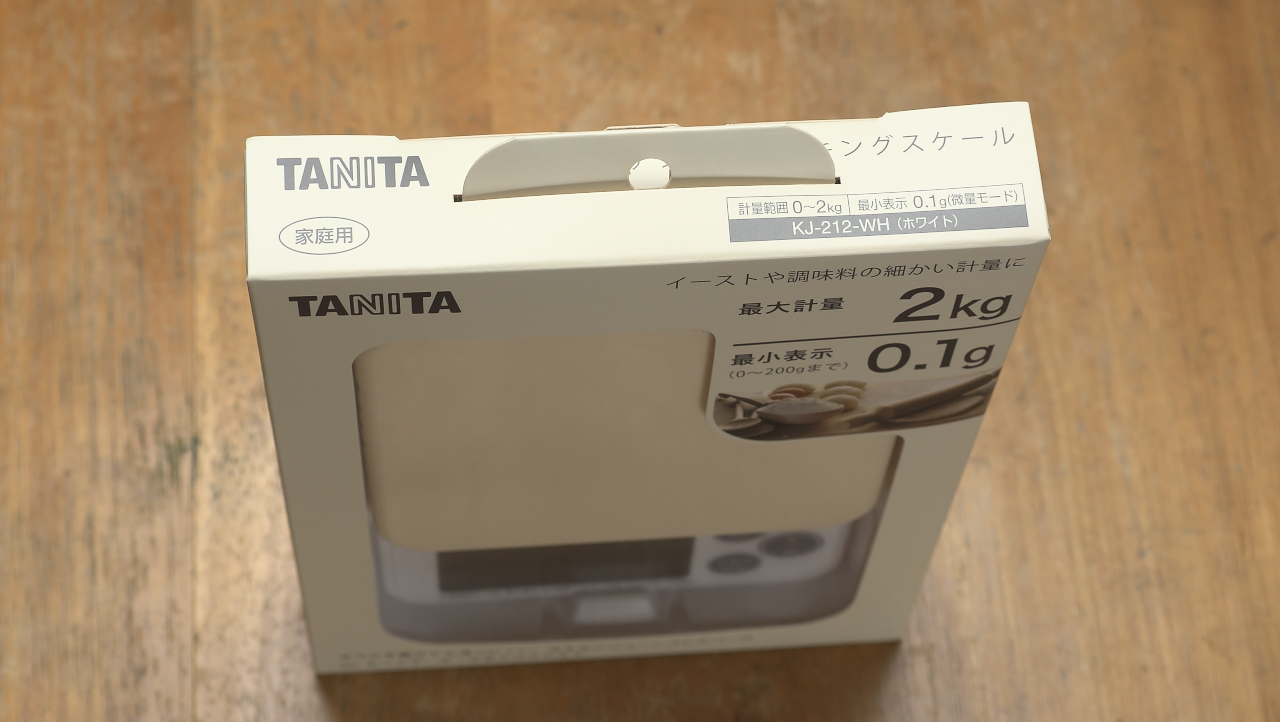 TANITA
ングスケール
家庭用
計量範囲 0～2kg 最小表示 0.1g(微量モード)
KJ-212-WH (ホワイト)
TANITA
イーストや調味料の細かい計量に
最大計量 2kg
最小表示 0.1g
(0～200gまで)